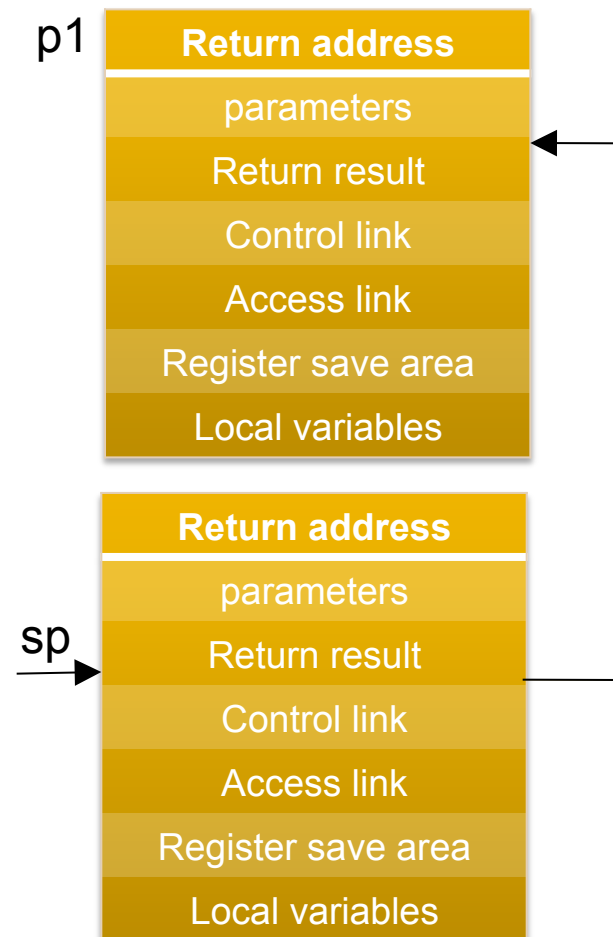 p1
Return address
parameters
Return result
Control link
Access link
Register save area
Local variables
Return address
parameters
sp
Return result
Control link
Access link
Register save area
Local variables